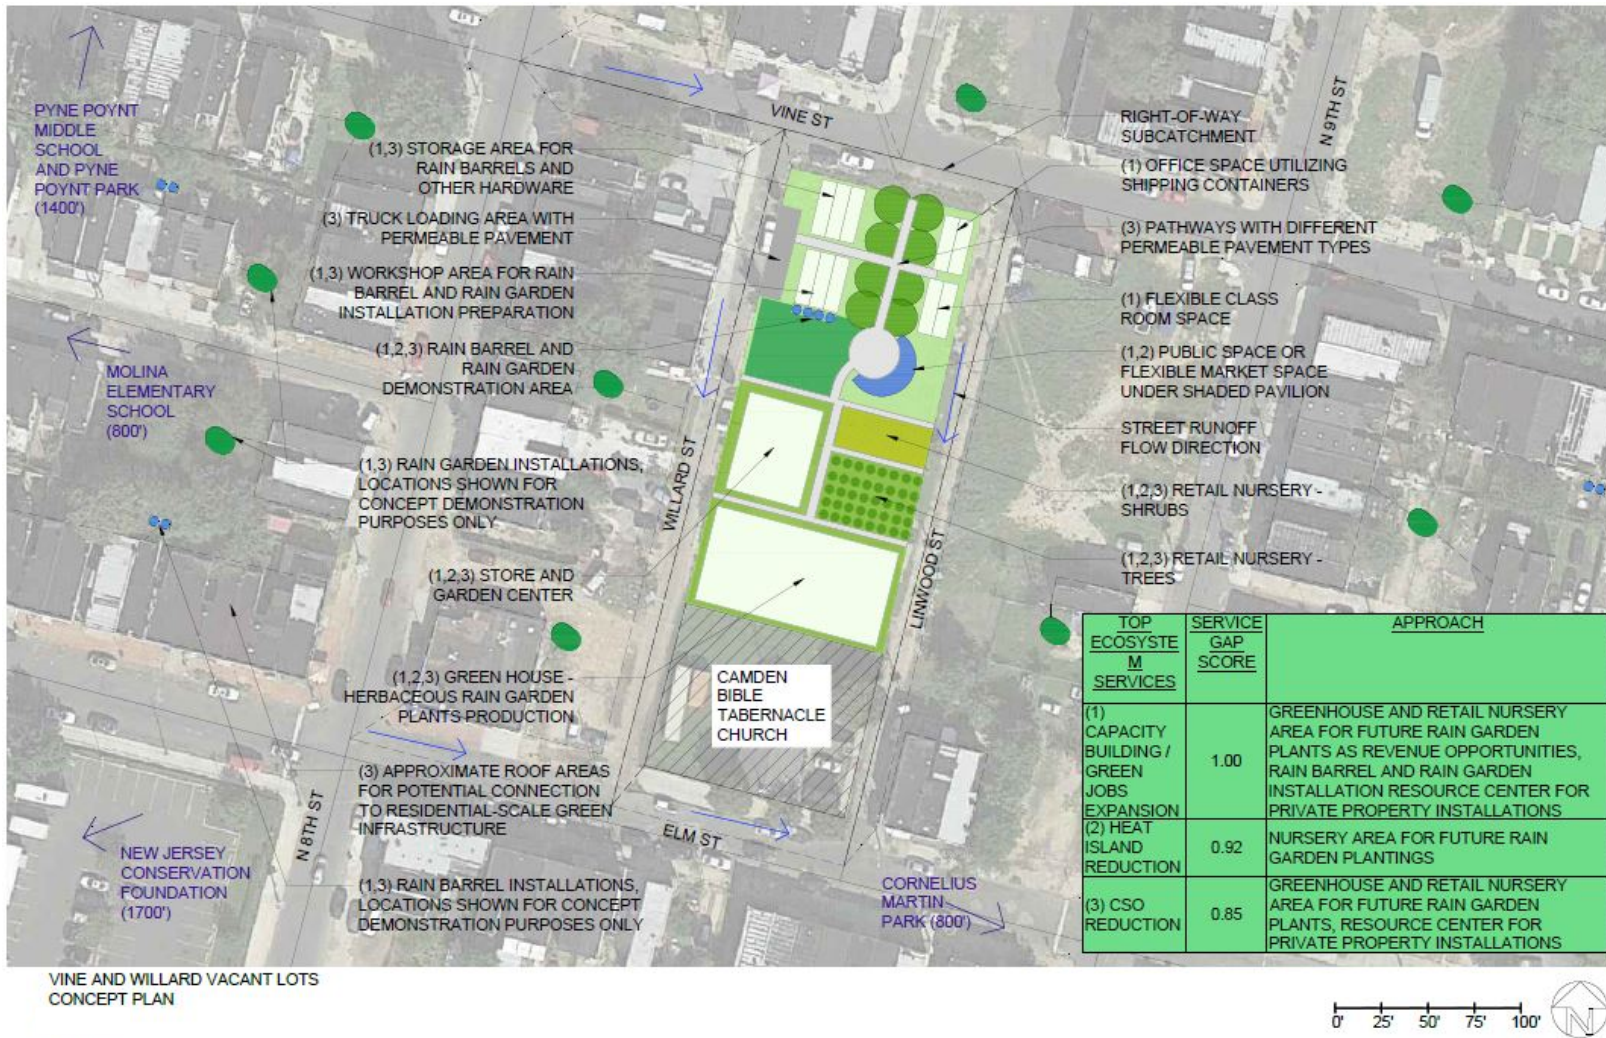 PYNE POYNT
MIDDLE
SCHOOL
AND PYNE
POYNT PARK
(1400')
MOLINA
ELEMENTARY
SCHOOL
(800')
NEW JERSEY
CONSERVATION
FOUNDATION
(1700')
(1,3) STORAGE AREA FOR
RAIN BARRELS AND
OTHER HARDWARE
(3) TRUCK LOADING AREA WITH
PERMEABLE PAVEMENT
(1,3) WORKSHOP AREA FOR RAIN
BARREL AND RAIN GARDEN
INSTALLATION PREPARATION
(1,2,3) RAIN BARREL AND
RAIN GARDEN
DEMONSTRATION AREA
(1,3) RAIN GARDEN INSTALLATIONS,
LOCATIONS SHOWN FOR
CONCEPT DEMONSTRATION
PURPOSES ONLY
(1,2,3) STORE AND
GARDEN CENTER
(1,2,3) GREEN HOUSE -
HERBACEOUS RAIN GARDEN
PLANTS PRODUCTION
(3) APPROXIMATE ROOF AREAS
FOR POTENTIAL CONNECTION
TO RESIDENTIAL-SCALE GREEN
INFRASTRUCTURE
(1,3) RAIN BARREL INSTALLATIONS,
LOCATIONS SHOWN FOR CONCEPT
DEMONSTRATION PURPOSES ONLY
N 8TH ST
VINE ST
WILLARD ST
LINWOOD ST
ELM ST
N 9TH ST
CAMDEN
BIBLE
TABERNACLE
CHURCH
CORNELIUS
MARTIN
PARK (800')
RIGHT-OF-WAY
SUBCATCHMENT
(1) OFFICE SPACE UTILIZING
SHIPPING CONTAINERS
(3) PATHWAYS WITH DIFFERENT
PERMEABLE PAVEMENT TYPES
(1) FLEXIBLE CLASS
ROOM SPACE
(1,2) PUBLIC SPACE OR
FLEXIBLE MARKET SPACE
UNDER SHADED PAVILION
STREET RUNOFF
FLOW DIRECTION
(1,2,3) RETAIL NURSERY -
SHRUBS
(1,2,3) RETAIL NURSERY -
TREES
TOP
ECOSYSTE
M
SERVICES
SERVICE
GAP
SCORE
APPROACH
(1)
CAPACITY
BUILDING /
GREEN
JOBS
EXPANSION
1.00
GREENHOUSE AND RETAIL NURSERY
AREA FOR FUTURE RAIN GARDEN
PLANTS AS REVENUE OPPORTUNITIES,
RAIN BARREL AND RAIN GARDEN
INSTALLATION RESOURCE CENTER FOR
PRIVATE PROPERTY INSTALLATIONS
(2) HEAT
ISLAND
REDUCTION
0.92
NURSERY AREA FOR FUTURE RAIN
GARDEN PLANTINGS
(3) CSO
REDUCTION
0.85
GREENHOUSE AND RETAIL NURSERY
AREA FOR FUTURE RAIN GARDEN
PLANTS, RESOURCE CENTER FOR
PRIVATE PROPERTY INSTALLATIONS
VINE AND WILLARD VACANT LOTS
CONCEPT PLAN
0' 25' 50' 75' 100'
N